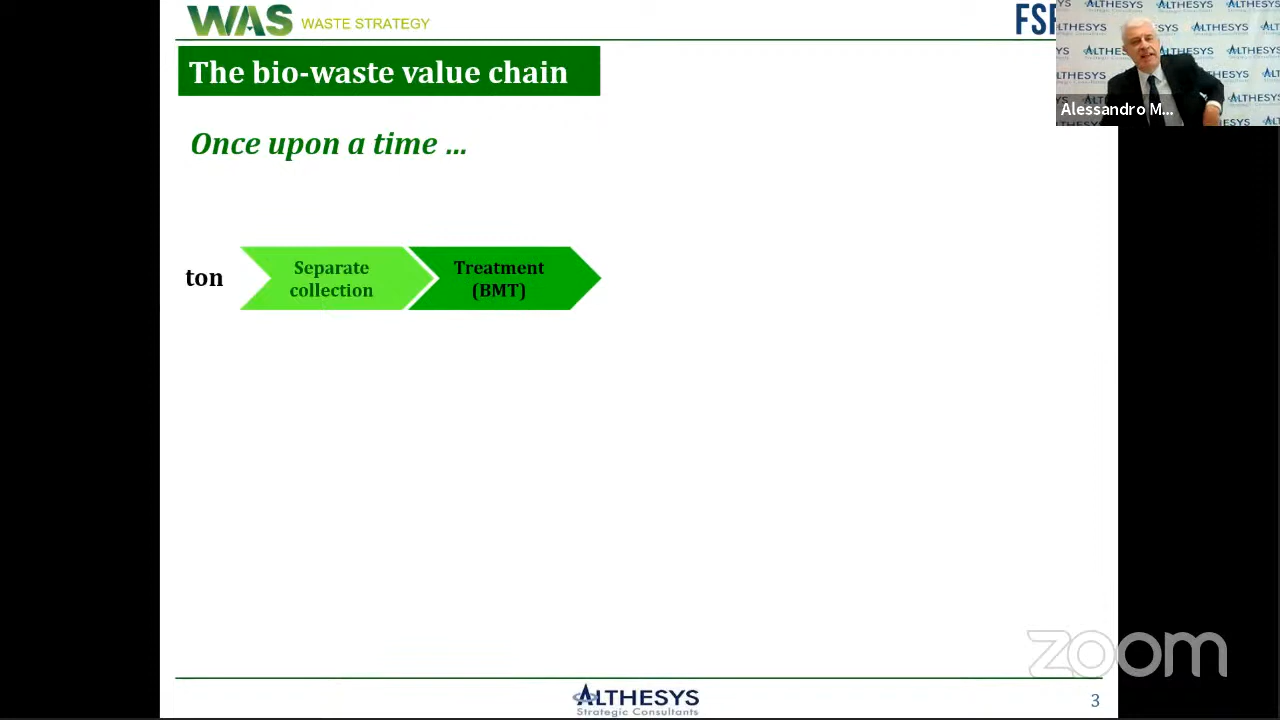 WAS WASTE STRATEGY
The bio-waste value chain
Once upon a time ...
ton
Separate
collection
Treatment
(BMT)
ALTHESYS
Strategic Consultants
3
Alessandro M...
ALTHESYS
zoom